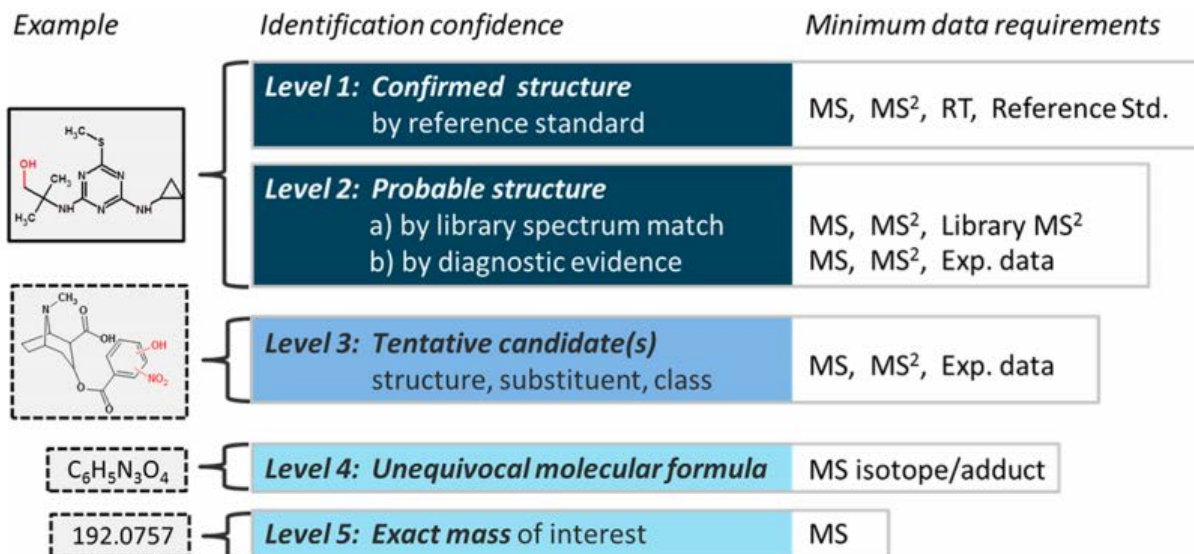 Example Identification confidence Minimum data requirements
Level 1: Confirmed structure
by reference standard
MS, MS², RT, Reference Std.
H₃C
S
OH
CH₃
N
N
H₃C
NH
N
NH
Level 2: Probable structure
a) by library spectrum match
b) by diagnostic evidence
MS, MS², Library MS²
MS, MS², Exp. data
CH₃
N
O
OH
OH
NO₂
O
O
Level 3: Tentative candidate(s)
structure, substituent, class
MS, MS², Exp. data
C₆H₅N₃O₄
Level 4: Unequivocal molecular formula
MS isotope/adduct
192.0757
Level 5: Exact mass of interest
MS